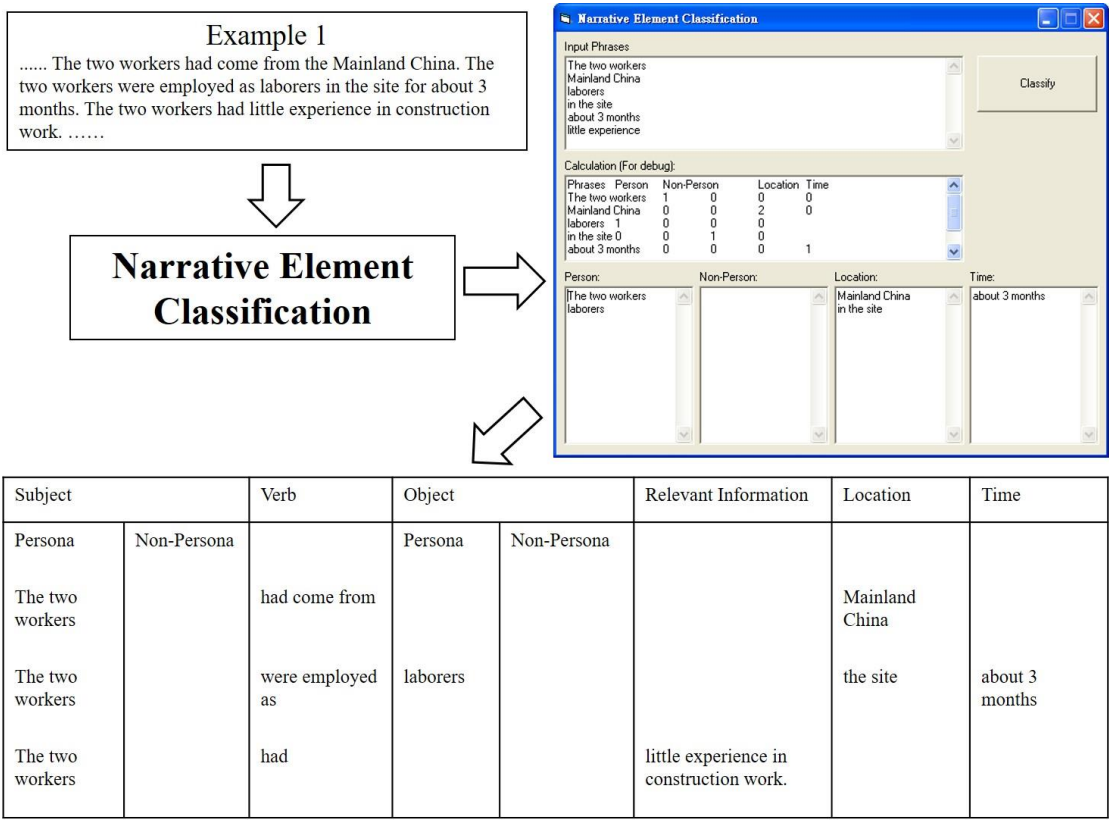 Example 1
...... The two workers had come from the Mainland China. The
two workers were employed as laborers in the site for about 3
months. The two workers had little experience in construction
work. ......
Narrative Element
Classification
Narrative Element Classification
Input Phrases
The two workers
Mainland China
laborers
in the site
about 3 months
little experience
Classify
Calculation (For debug):
Phrases Person Non-Person Location Time
The two workers 1 0 0 0
Mainland China 0 0 2 0
laborers 1 0 0 0
in the site 0 0 1 0
about 3 months 0 0 0 1
Person: Non-Person: Location: Time:
The two workers Mainland China about 3 months
laborers in the site
Subject Verb Object Relevant Information Location Time
Persona Non-Persona Persona Non-Persona
The two had come from Mainland
workers China
The two were employed laborers the site about 3
workers as months
The two had little experience in
workers construction work.